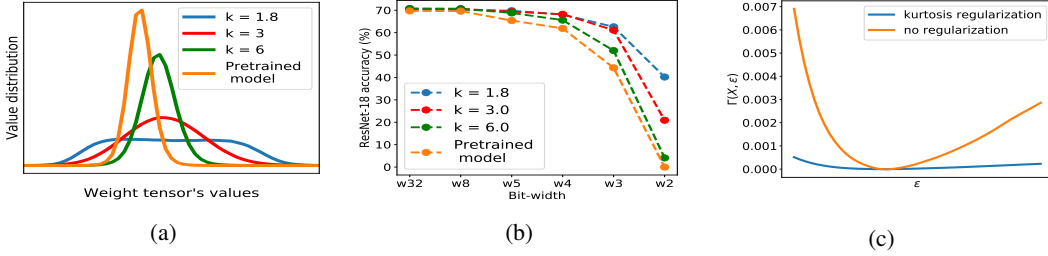 Value distribution
k = 1.8
k = 3
k = 6
Pretrained
model
Weight tensor's values
(a)
ResNet-18 accuracy (%)
70
60
50
40
30
20
10
0
k = 1.8
k = 3.0
k = 6.0
Pretrained
model
w32 w8 w5 w4 w3 w2
Bit-width
(b)
Γ(X,ε)
0.007
0.006
0.005
0.004
0.003
0.002
0.001
0.000
kurtosis regularization
no regularization
ε
(c)